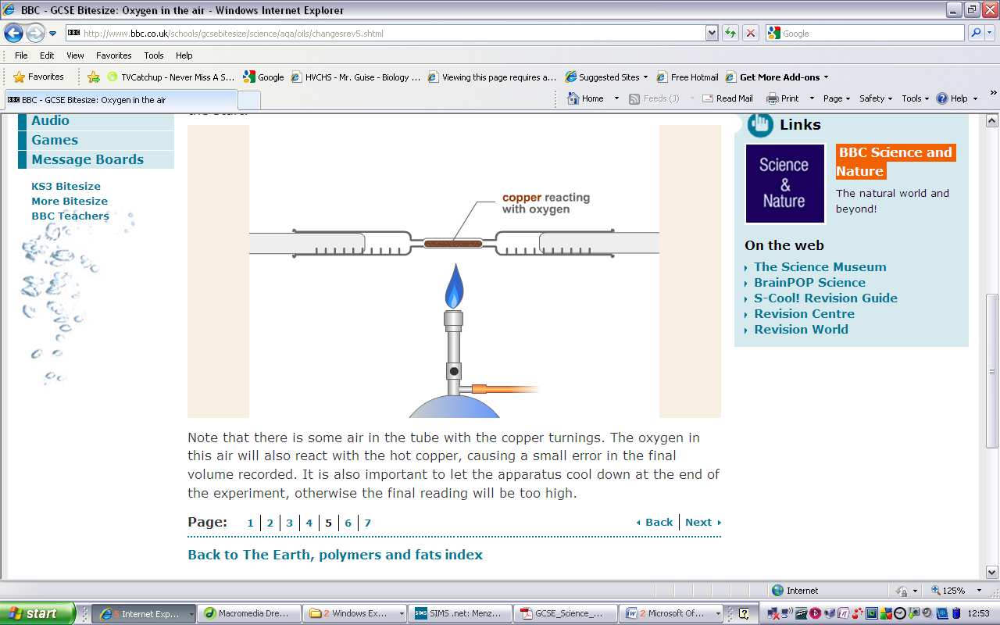 BBC - GCSE Bitesize: Oxygen in the air - Windows Internet Explorer
BBC http://www.bbc.co.uk/schools/gcsebitesize/science/aqa/oils/changesrev5.shtml
Google
File Edit View Favorites Tools Help
Favorites TVCatchup - Never Miss A S... Google HVCHS - Mr. Guise - Biology ... Viewing this page requires a... Suggested Sites Free Hotmail Get More Add-ons
BBC BBC - GCSE Bitesize: Oxygen in the air
Home Feeds (J) Read Mail Print Page Safety Tools Help
Audio
Games
Message Boards
KS3 Bitesize
More Bitesize
BBC Teachers
copper reacting
with oxygen
Links
Science
&
Nature
BBC Science and
Nature
The natural world and
beyond!
On the web
The Science Museum
BrainPOP Science
S-Cool! Revision Guide
Revision Centre
Revision World
Note that there is some air in the tube with the copper turnings. The oxygen in
this air will also react with the hot copper, causing a small error in the final
volume recorded. It is also important to let the apparatus cool down at the end of
the experiment, otherwise the final reading will be too high.
Page: 1 2 3 4 5 6 7
Back Next
Back to The Earth, polymers and fats index
Internet 125%
start 5 Internet Exp... Macromedia Dre... 2 Windows Ex... SIMS .net: Menz... GCSE_Science_... 2 Microsoft Of... 12:53